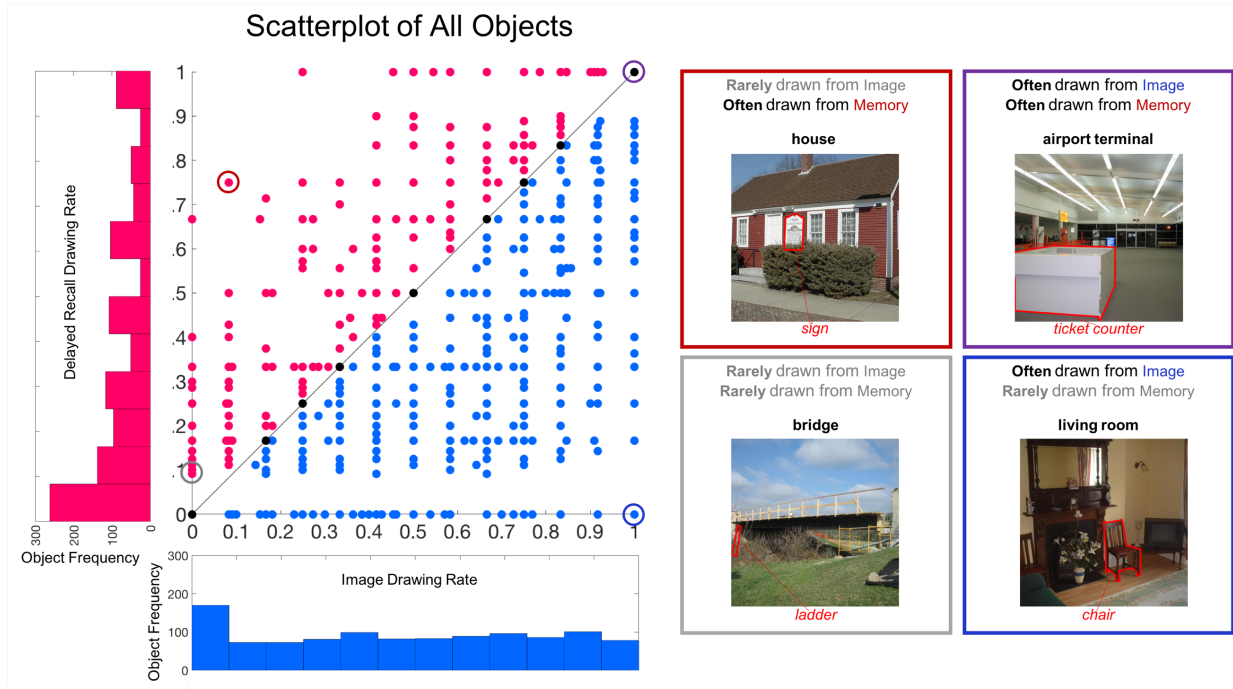 Scatterplot of All Objects
Delayed Recall Drawing Rate
300
200
100
0
Object Frequency
1
.9
.8
.7
.6
.5
.4
.3
.2
.1
0
0
0.1
0.2
0.3
0.4
0.5
0.6
0.7
0.8
0.9
1
Image Drawing Rate
Object Frequency
300
200
100
0
Rarely drawn from Image
Often drawn from Memory
house
sign
Often drawn from Image
Often drawn from Memory
airport terminal
ticket counter
Rarely drawn from Image
Rarely drawn from Memory
bridge
ladder
Often drawn from Image
Rarely drawn from Memory
living room
chair